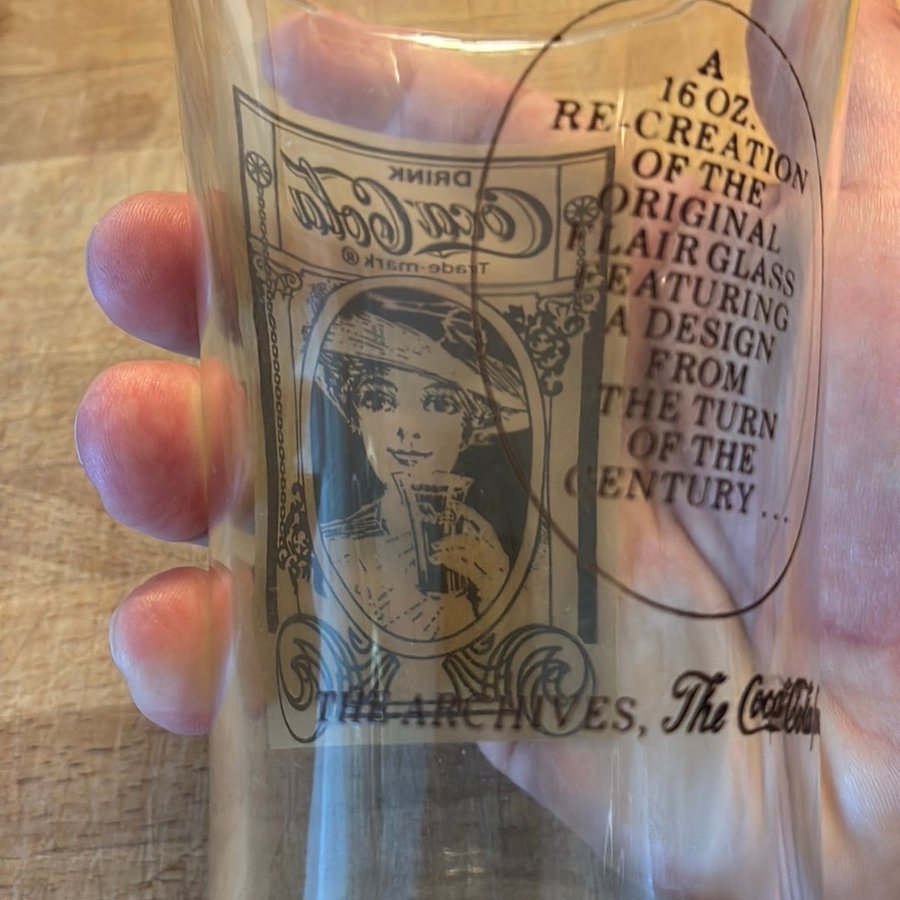 A
16 OZ.
RE-CREATION
OF THE
ORIGINAL
FLAIR GLASS
FEATURING
A DESIGN
FROM
THE TURN
OF THE
CENTURY...
THE ARCHIVES, The Coca-Cola
DRINK
Coca-Cola
Trade-mark ®